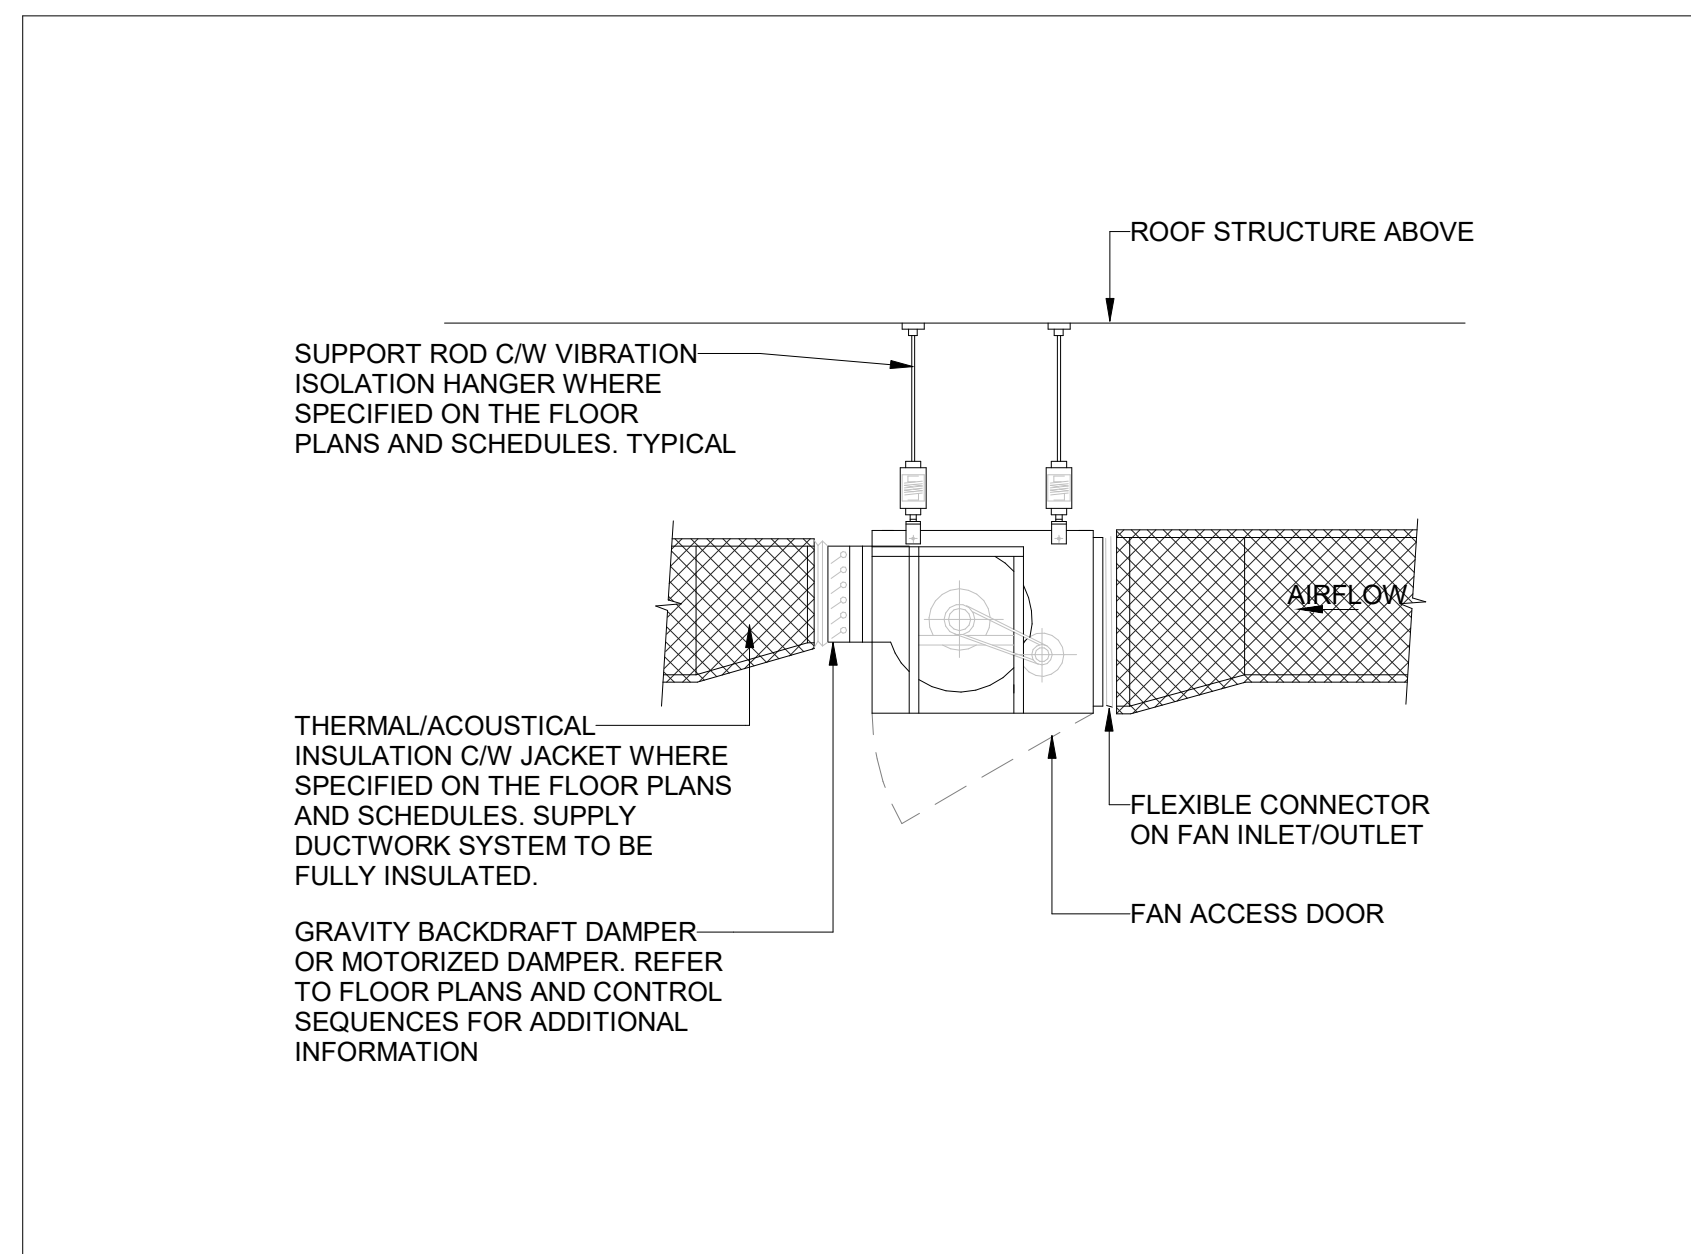 ROOF STRUCTURE ABOVE
SUPPORT ROD C/W VIBRATION
ISOLATION HANGER WHERE
SPECIFIED ON THE FLOOR
PLANS AND SCHEDULES. TYPICAL
AIRFLOW
THERMAL/ACOUSTICAL
INSULATION C/W JACKET WHERE
SPECIFIED ON THE FLOOR PLANS
AND SCHEDULES. SUPPLY
DUCTWORK SYSTEM TO BE
FULLY INSULATED.
FLEXIBLE CONNECTOR
ON FAN INLET/OUTLET
FAN ACCESS DOOR
GRAVITY BACKDRAFT DAMPER
OR MOTORIZED DAMPER. REFER
TO FLOOR PLANS AND CONTROL
SEQUENCES FOR ADDITIONAL
INFORMATION